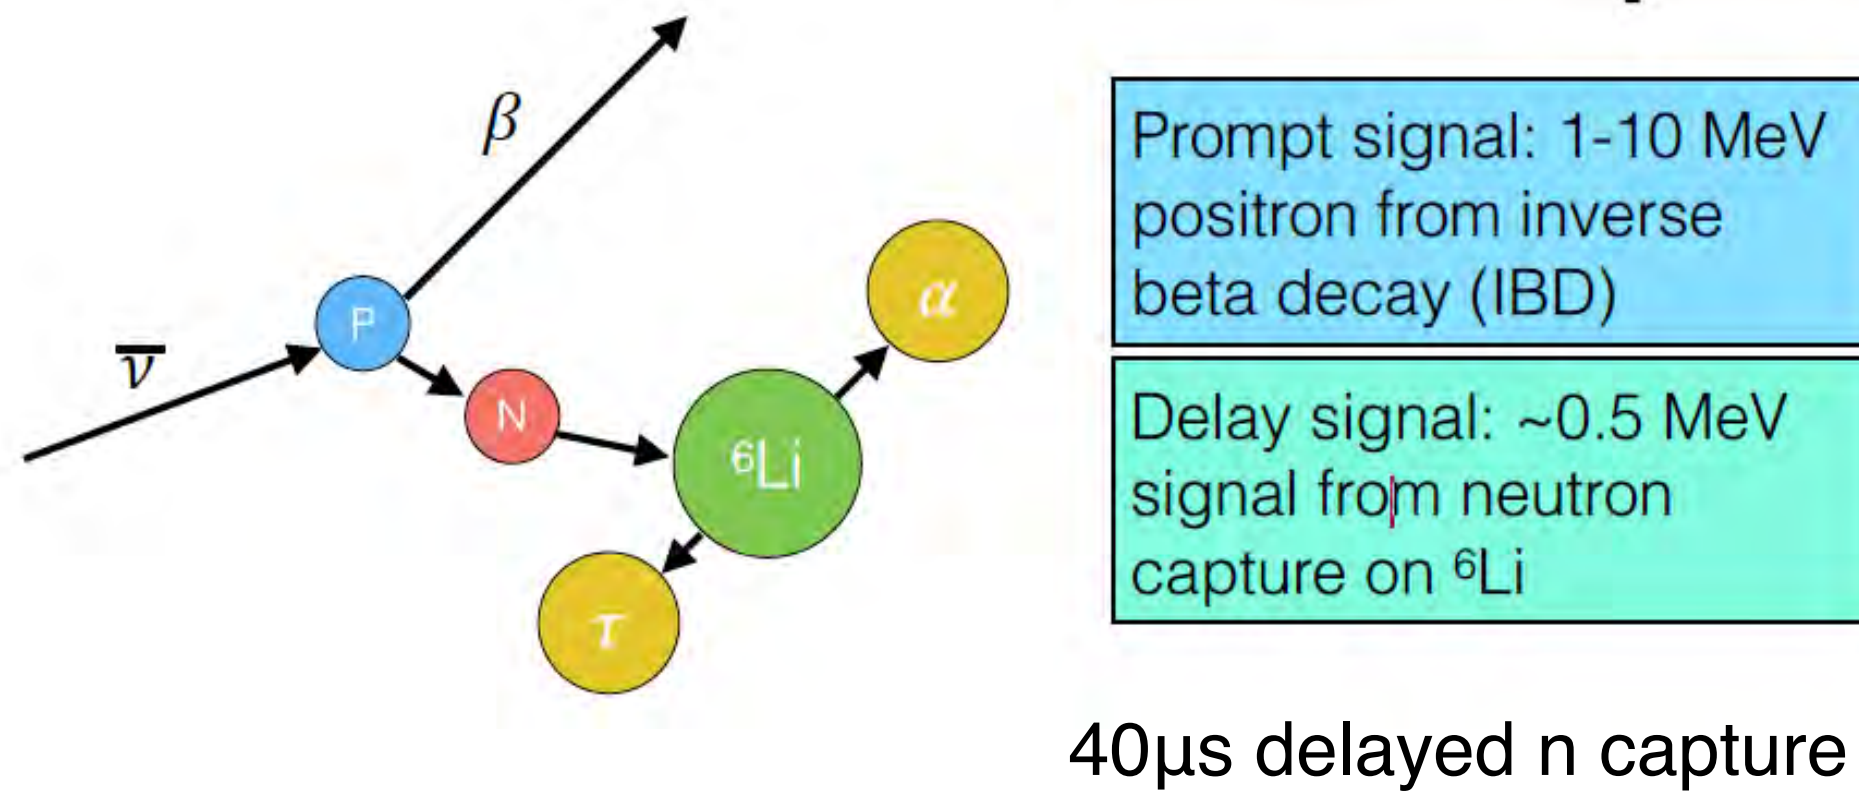 β
ν̅
P
N
⁶Li
α
τ
Prompt signal: 1-10 MeV
positron from inverse
beta decay (IBD)
Delay signal: ~0.5 MeV
signal from neutron
capture on ⁶Li
40μs delayed n capture